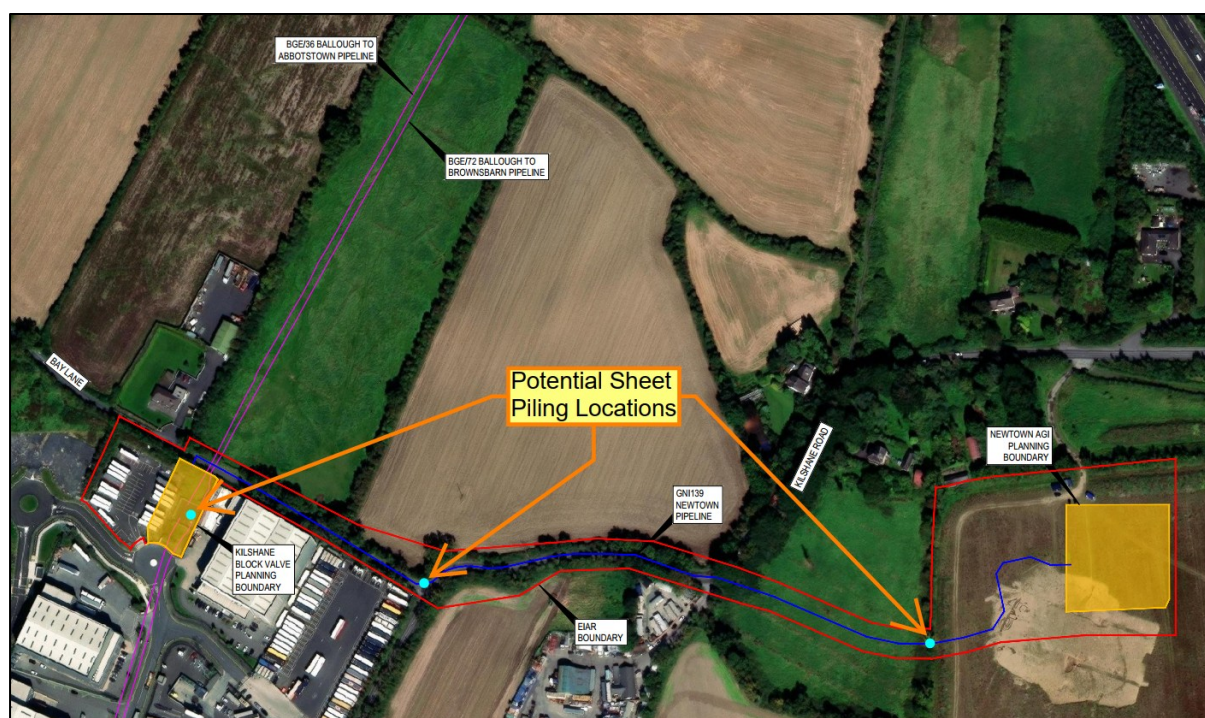 BGE/36 BALLOUGH TO
ABBOTSTOWN PIPELINE
BGE/72 BALLOUGH TO
BROWNSBARN PIPELINE
BAY LANE
Potential Sheet
Piling Locations
KILSHANE ROAD
NEWTOWN AGI
PLANNING
BOUNDARY
GNI139
NEWTOWN
PIPELINE
KILSHANE
BLOCK VALVE
PLANNING
BOUNDARY
EIAR
BOUNDARY